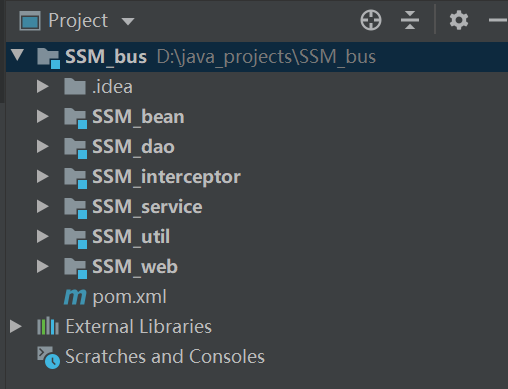 Project
SSM_bus D:\java_projects\SSM_bus
.idea
SSM_bean
SSM_dao
SSM_interceptor
SSM_service
SSM_util
SSM_web
m pom.xml
External Libraries
Scratches and Consoles